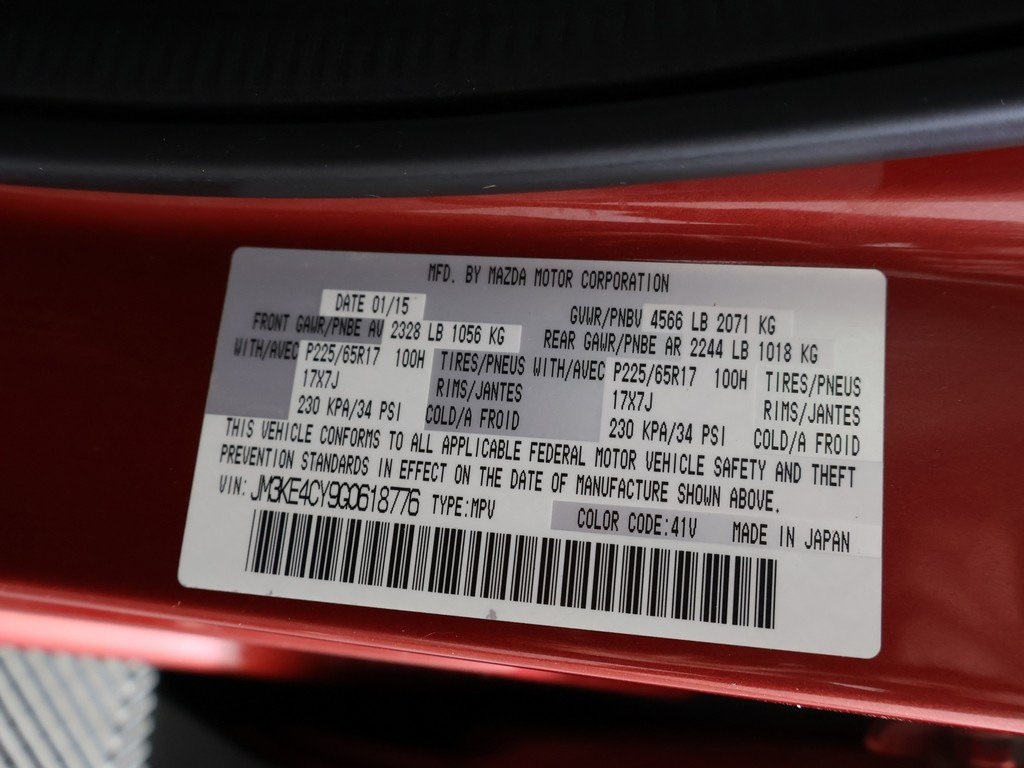 MFD. BY MAZDA MOTOR CORPORATION
DATE 01/15 GVWR/PNBV 4566 LB 2071 KG
FRONT GAWR/PNBE AV 2328 LB 1056 KG REAR GAWR/PNBE AR 2244 LB 1018 KG
WITH/AVEC P225/65R17 100H TIRES/PNEUS WITH/AVEC P225/65R17 100H TIRES/PNEUS
17X7J RIMS/JANTES 17X7J RIMS/JANTES
230 KPA/34 PSI COLD/A FROID 230 KPA/34 PSI COLD/A FROID
THIS VEHICLE CONFORMS TO ALL APPLICABLE FEDERAL MOTOR VEHICLE SAFETY AND THEFT
PREVENTION STANDARDS IN EFFECT ON THE DATE OF MANUFACTURE SHOWN ABOVE.
VIN: JM3KE4CY9G0618776 TYPE:MPV COLOR CODE:41V MADE IN JAPAN